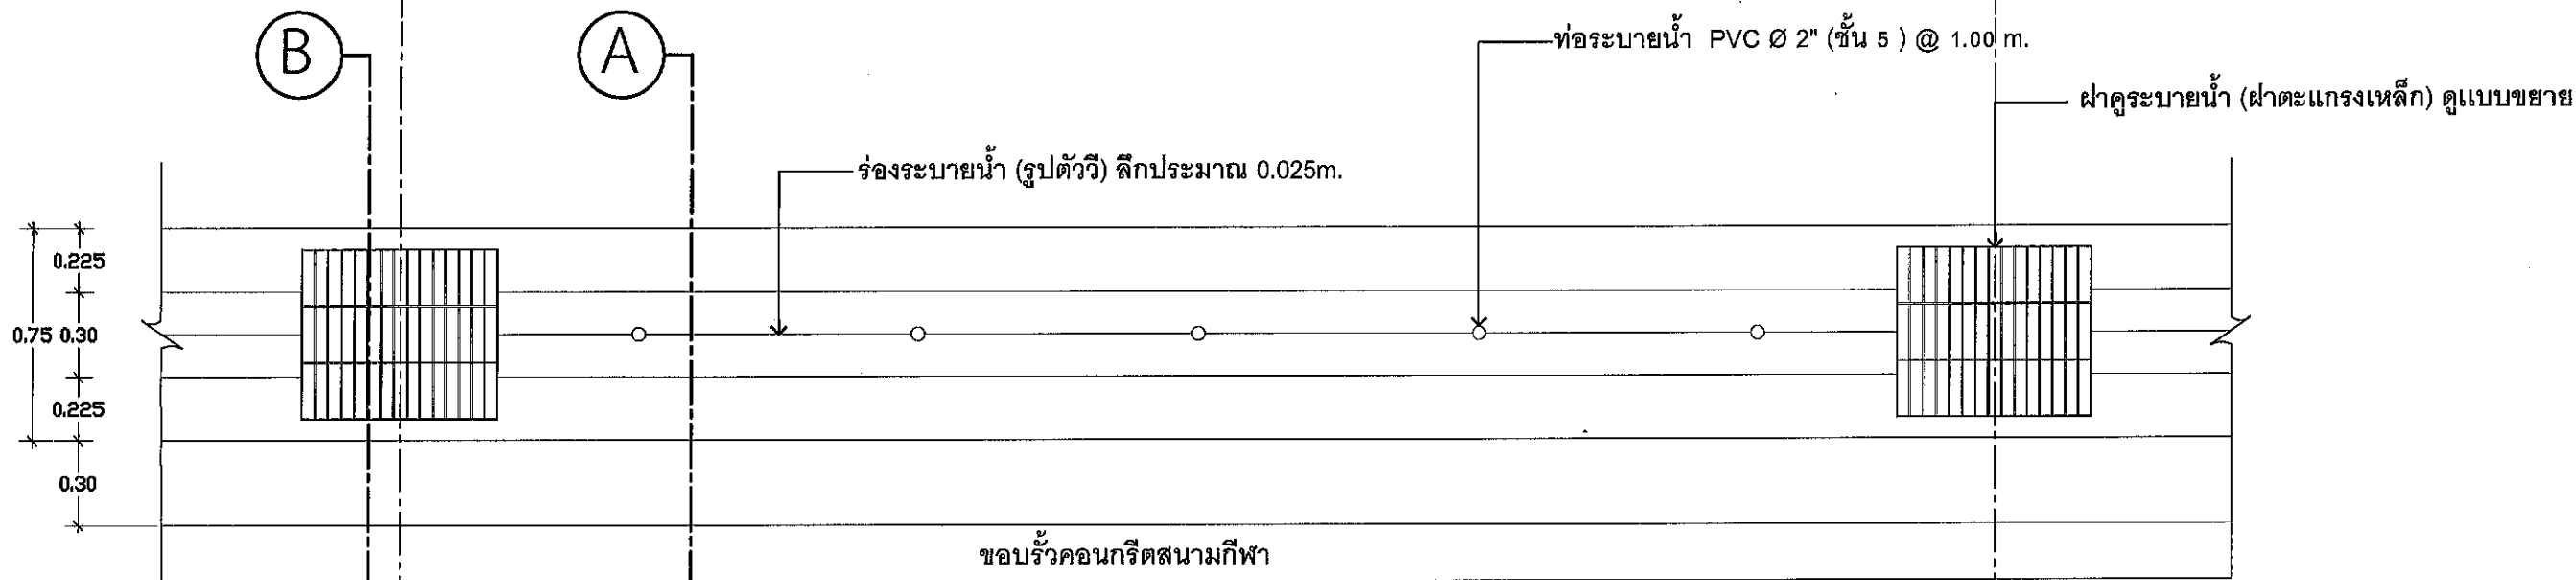 B
A
ท่อระบายน้ำ PVC Ø 2" (ชั้น 5 ) @ 1.00 m.
ฝาคูระบายน้ำ (ฝาตะแกรงเหล็ก) ดูแบบขยาย
ร่องระบายน้ำ (รูปตัววี) ลึกประมาณ 0.025m.
0.225
0.75 0.30
0.225
0.30
ขอบรั้วคอนกรีตสนามกีฬา